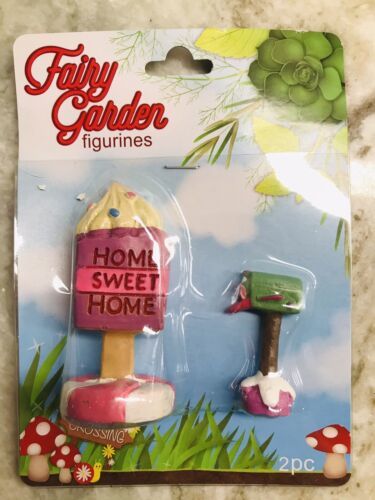 Fairy
Garden
figurines
HOME
SWEET
HOME
CROSSING
2pc